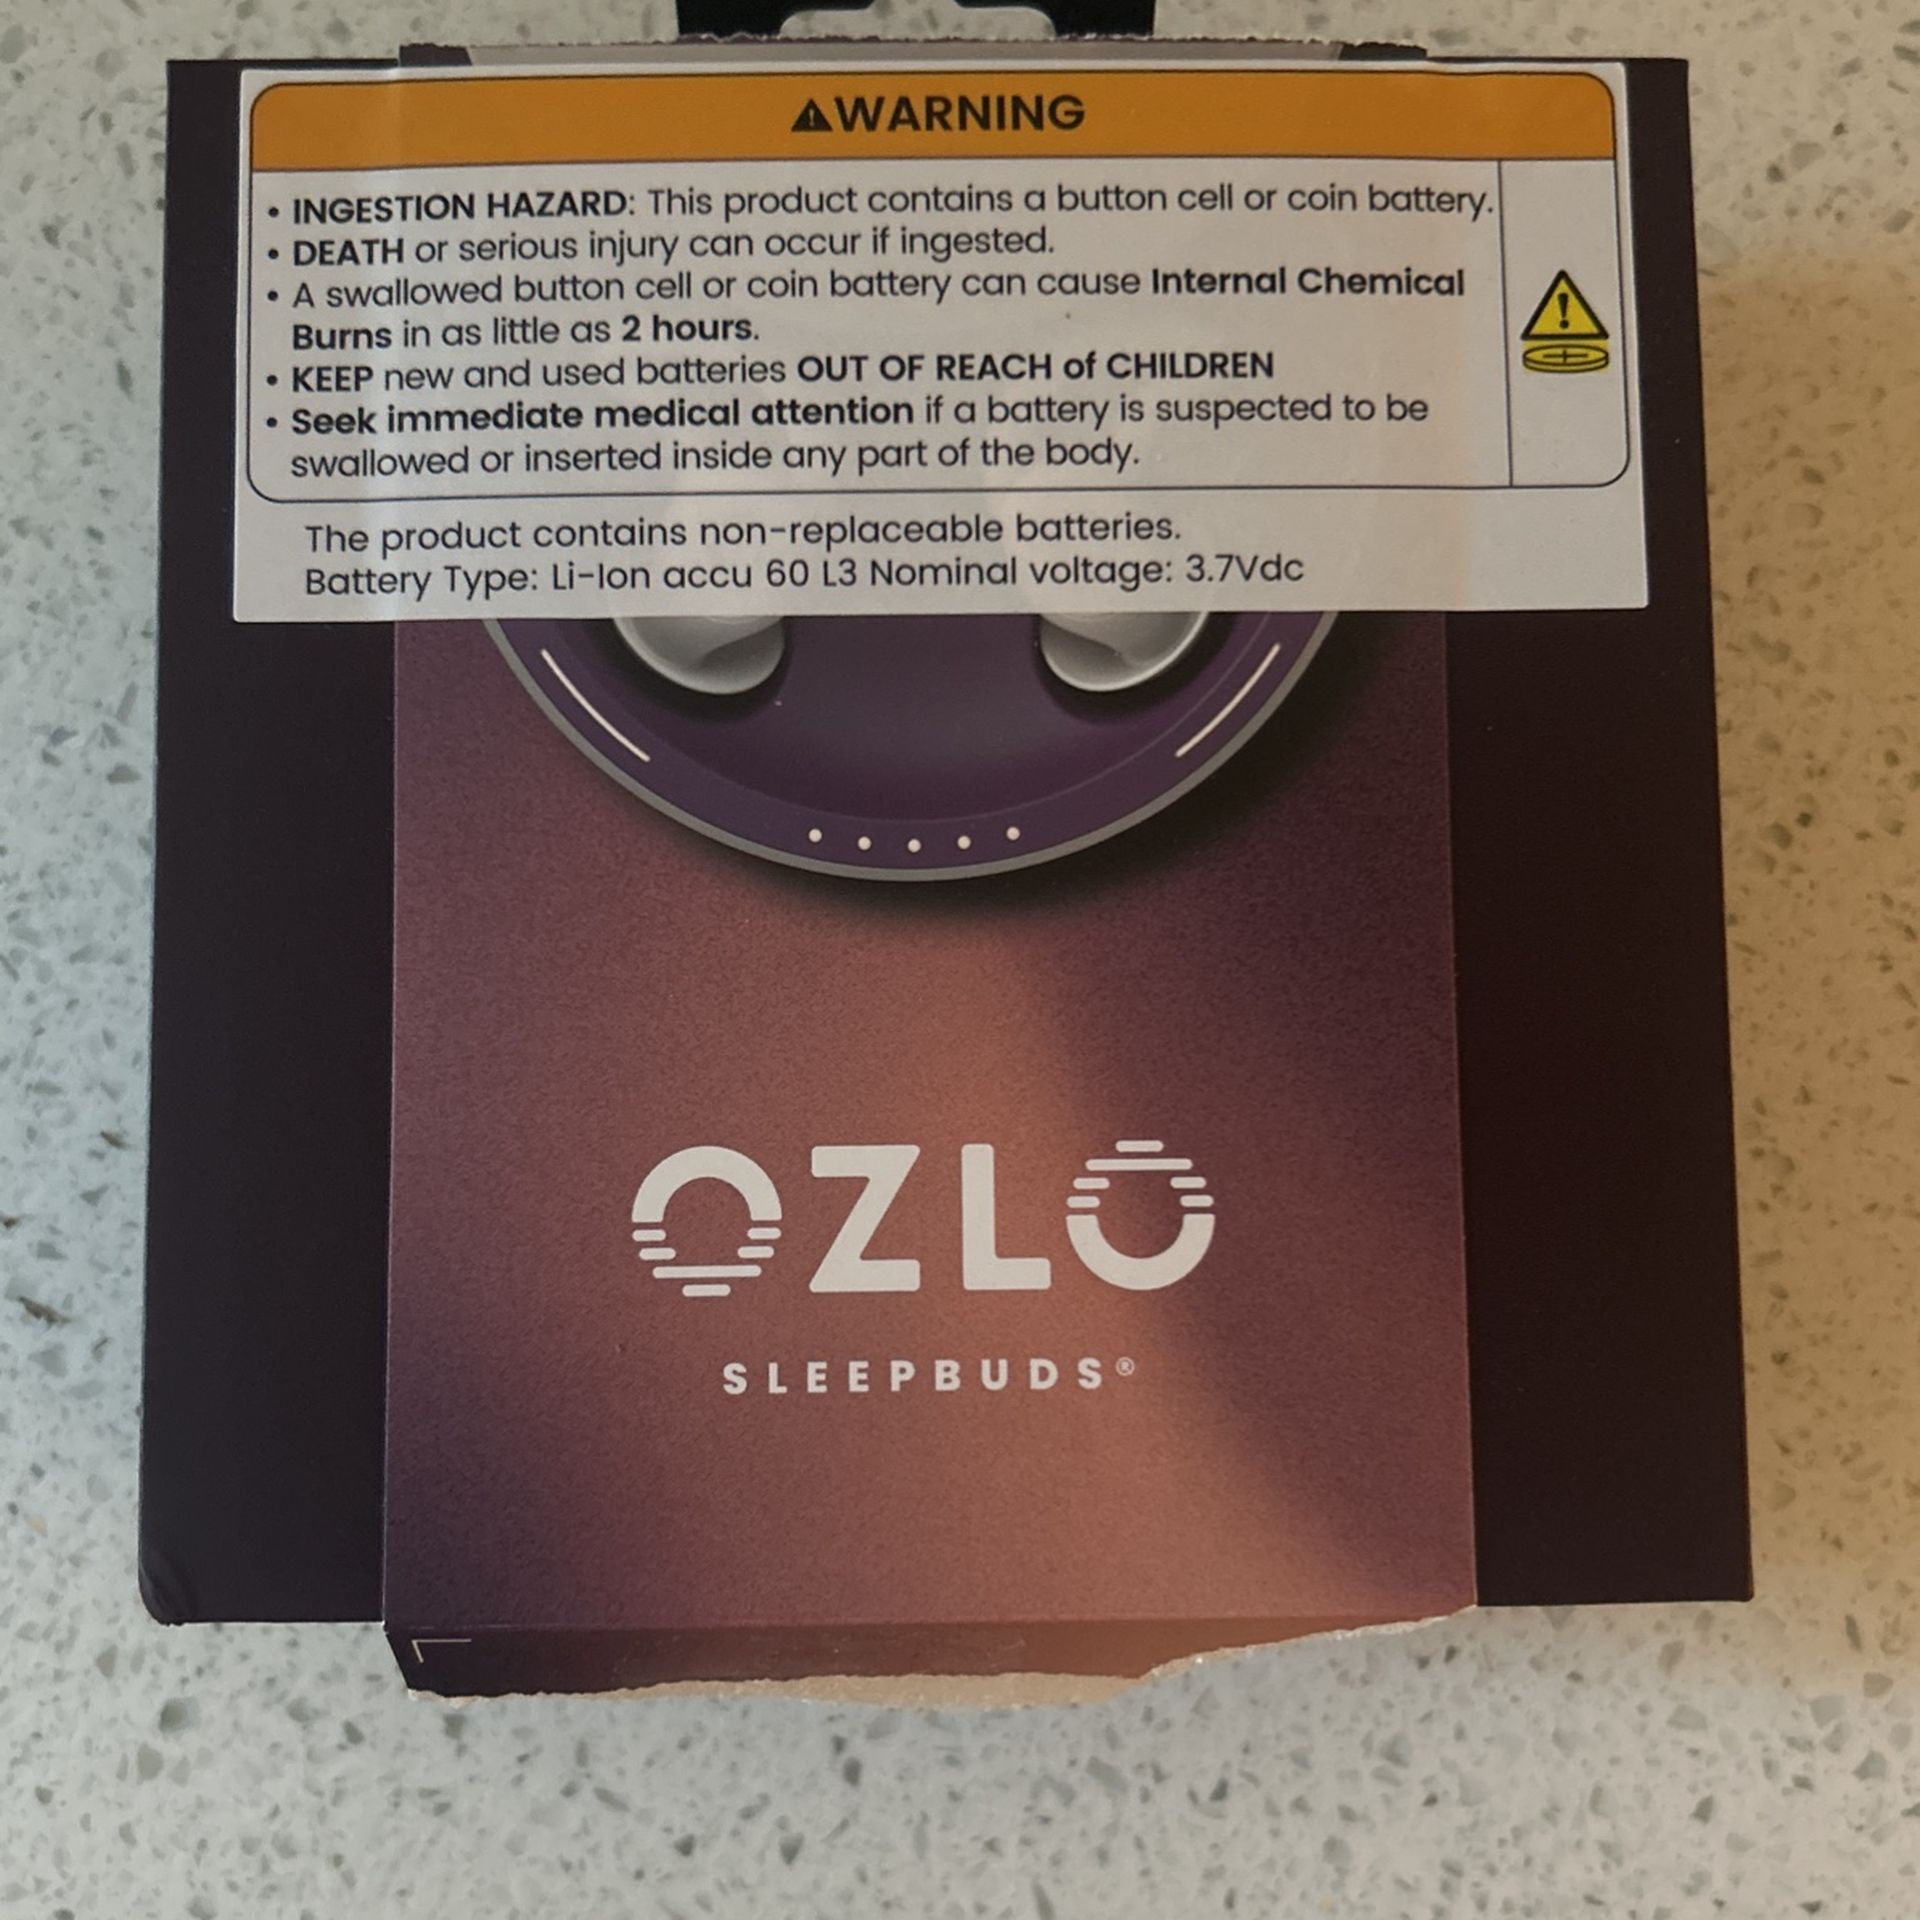 ⚠WARNING
• INGESTION HAZARD: This product contains a button cell or coin battery.
• DEATH or serious injury can occur if ingested.
• A swallowed button cell or coin battery can cause Internal Chemical
Burns in as little as 2 hours.
• KEEP new and used batteries OUT OF REACH of CHILDREN
• Seek immediate medical attention if a battery is suspected to be
swallowed or inserted inside any part of the body.
The product contains non-replaceable batteries.
Battery Type: Li-Ion accu 60 L3 Nominal voltage: 3.7Vdc
OZLO
SLEEPBUDS®